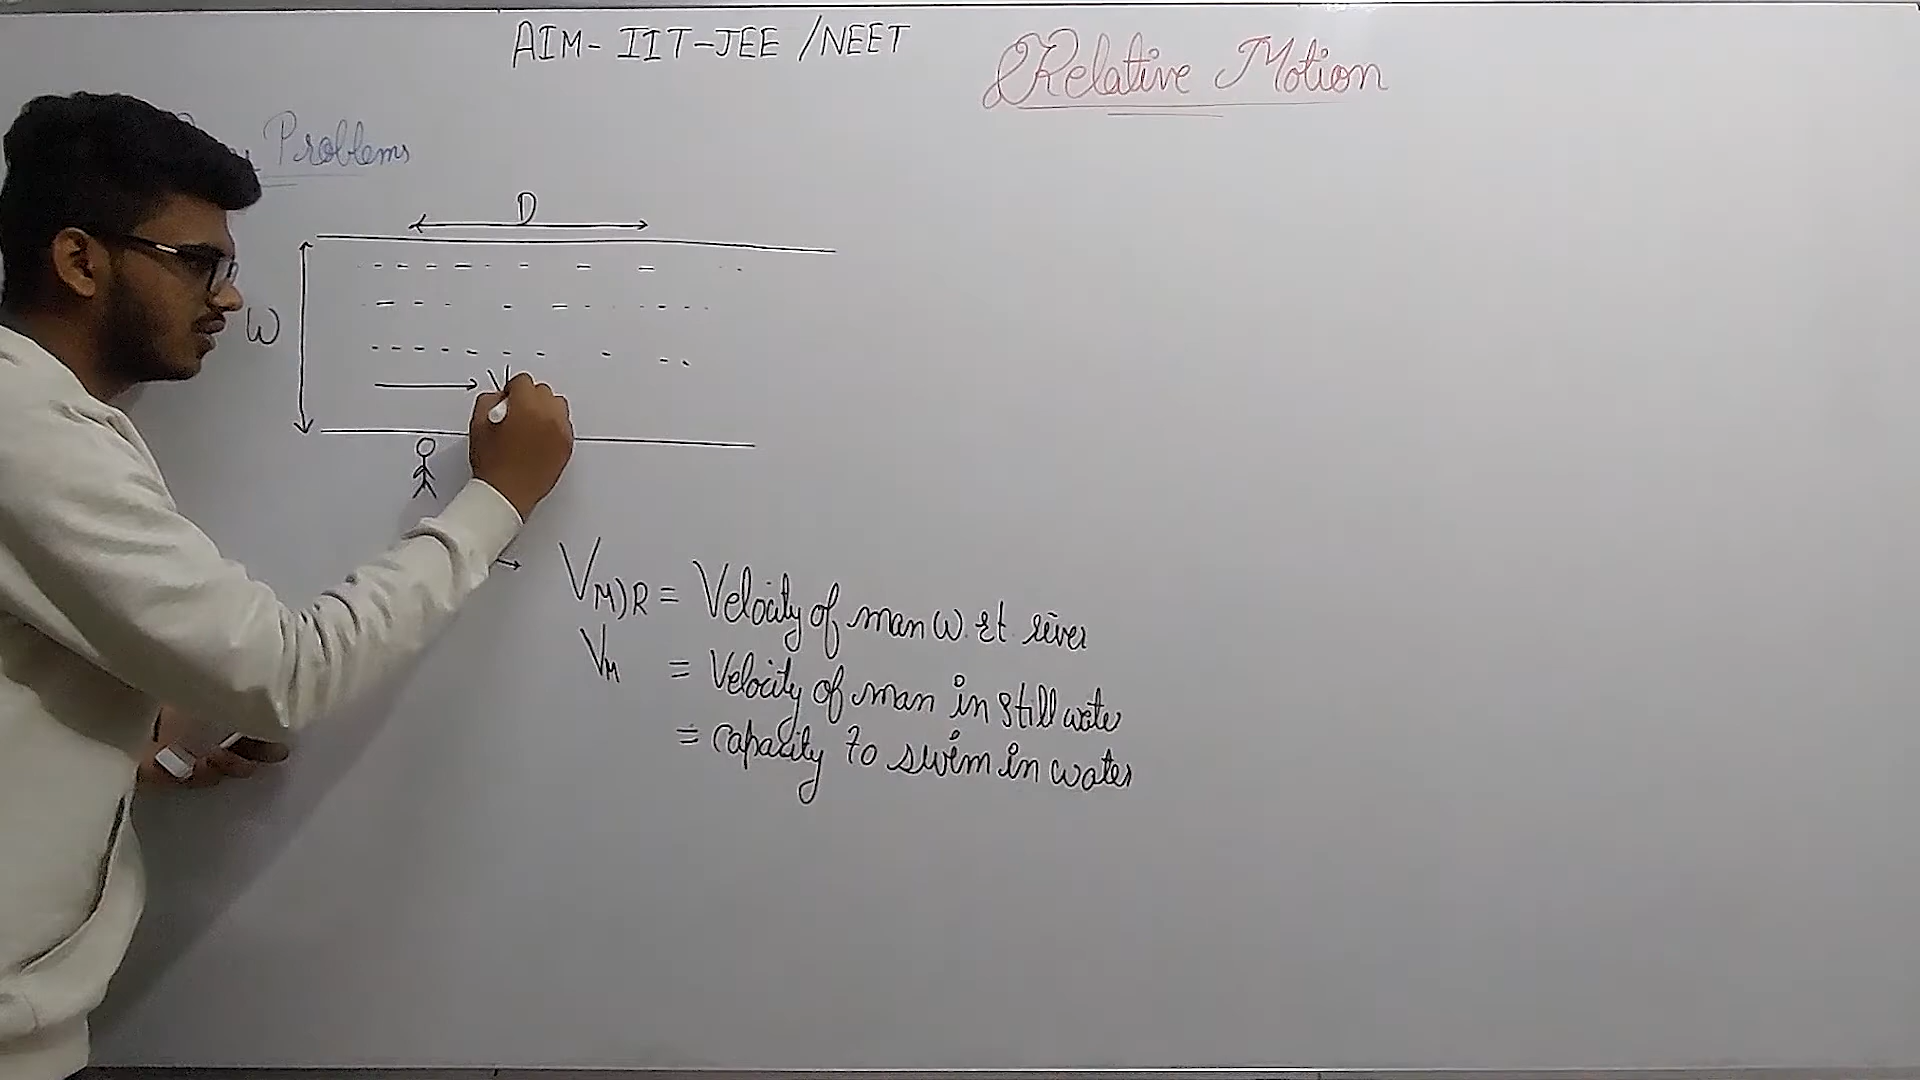 AIM- IIT-JEE /NEET
Relative Motion
Problems
D
W
V
VM)R = Velocity of man w.r.t. river
VM = Velocity of man in still water
= capacity to swim in water